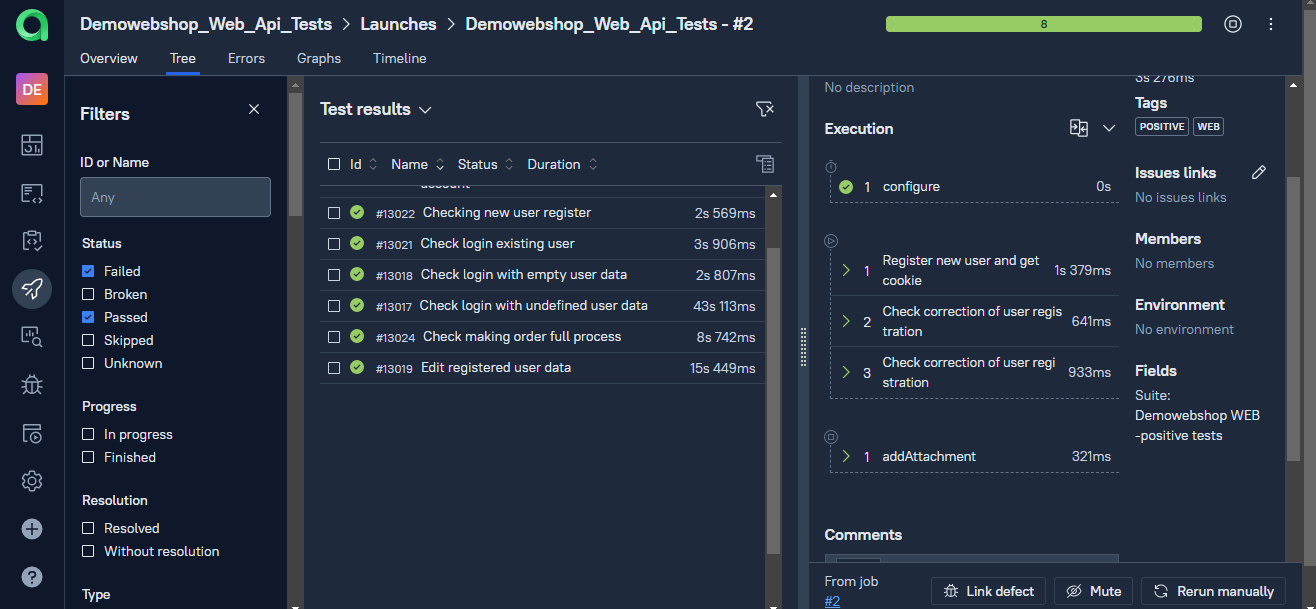 Demowebshop_Web_Api_Tests > Launches > Demowebshop_Web_Api_Tests - #2
8
Overview Tree Errors Graphs Timeline
DE
Filters
ID or Name
Any
Status
Failed
Broken
Passed
Skipped
Unknown
Progress
In progress
Finished
Resolution
Resolved
Without resolution
Type
Test results
Id Name Status Duration
account
#13022 Checking new user register 2s 569ms
#13021 Check login existing user 3s 906ms
#13018 Check login with empty user data 2s 807ms
#13017 Check login with undefined user data 43s 113ms
#13024 Check making order full process 8s 742ms
#13019 Edit registered user data 15s 449ms
No description
Execution
1 configure 0s
1 Register new user and get
cookie
1s 379ms
2 Check correction of user regis
tration
641ms
3 Check correction of user regi
stration
933ms
1 addAttachment 321ms
Comments
From job
#2
Link defect
Mute
Rerun manually
3s 276ms
Tags
POSITIVE WEB
Issues links
No issues links
Members
No members
Environment
No environment
Fields
Suite:
Demowebshop WEB
-positive tests